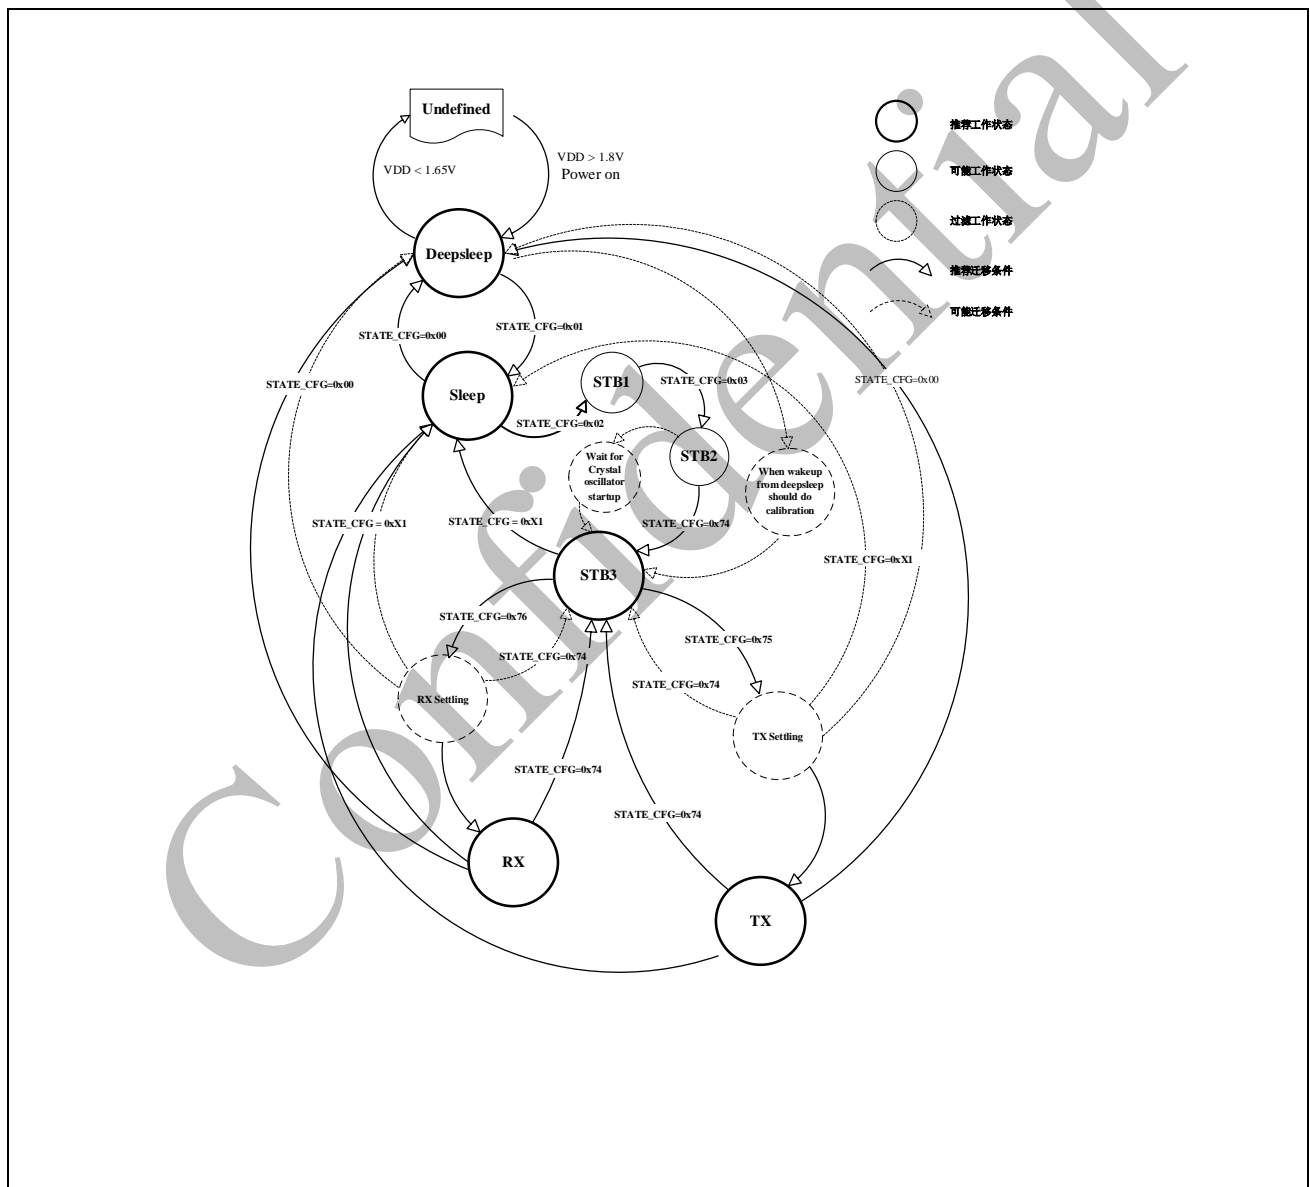 Undefined
VDD < 1.65V
VDD > 1.8V
Power on
推荐工作状态
可能工作状态
过滤工作状态
推荐迁移条件
可能迁移条件
Deepsleep
STATE_CFG=0x00
STATE_CFG=0x01
STATE_CFG=0x00
STATE_CFG=0x00
Sleep
STB1
STATE_CFG=0x03
STATE_CFG=0x02
STB2
Wait for
Crystal
oscillator
startup
When wakeup
from deepsleep
should do
calibration
STATE_CFG = 0xX1
STATE_CFG = 0xX1
STATE_CFG=0x74
STATE_CFG=0xX1
STB3
STATE_CFG=0x76
STATE_CFG=0x75
STATE_CFG=0x74
STATE_CFG=0x74
RX Settling
TX Settling
STATE_CFG=0x74
STATE_CFG=0x74
RX
TX
Confidential